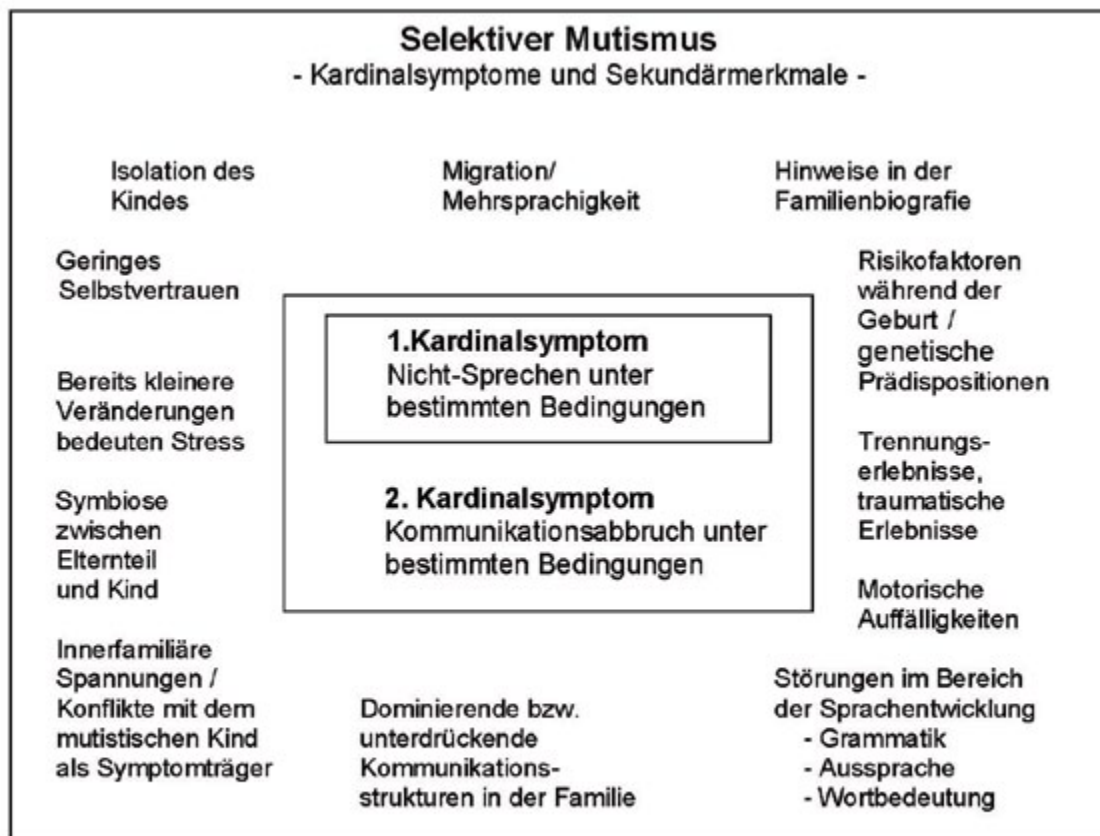 Selektiver Mutismus
- Kardinalsymptome und Sekundärmerkmale -
Isolation des
Kindes
Migration/
Mehrsprachigkeit
Hinweise in der
Familienbiografie
Geringes
Selbstvertrauen
Risikofaktoren
während der
Geburt /
genetische
Prädispositionen
1.Kardinalsymptom
Nicht-Sprechen unter
bestimmten Bedingungen
Bereits kleinere
Veränderungen
bedeuten Stress
Trennungs-
erlebnisse,
traumatische
Erlebnisse
2. Kardinalsymptom
Kommunikationsabbruch unter
bestimmten Bedingungen
Symbiose
zwischen
Elternteil
und Kind
Motorische
Auffälligkeiten
Innerfamiliäre
Spannungen /
Konflikte mit dem
mutistischen Kind
als Symptomträger
Dominierende bzw.
unterdrückende
Kommunikations-
strukturen in der Familie
Störungen im Bereich
der Sprachentwicklung
- Grammatik
- Aussprache
- Wortbedeutung